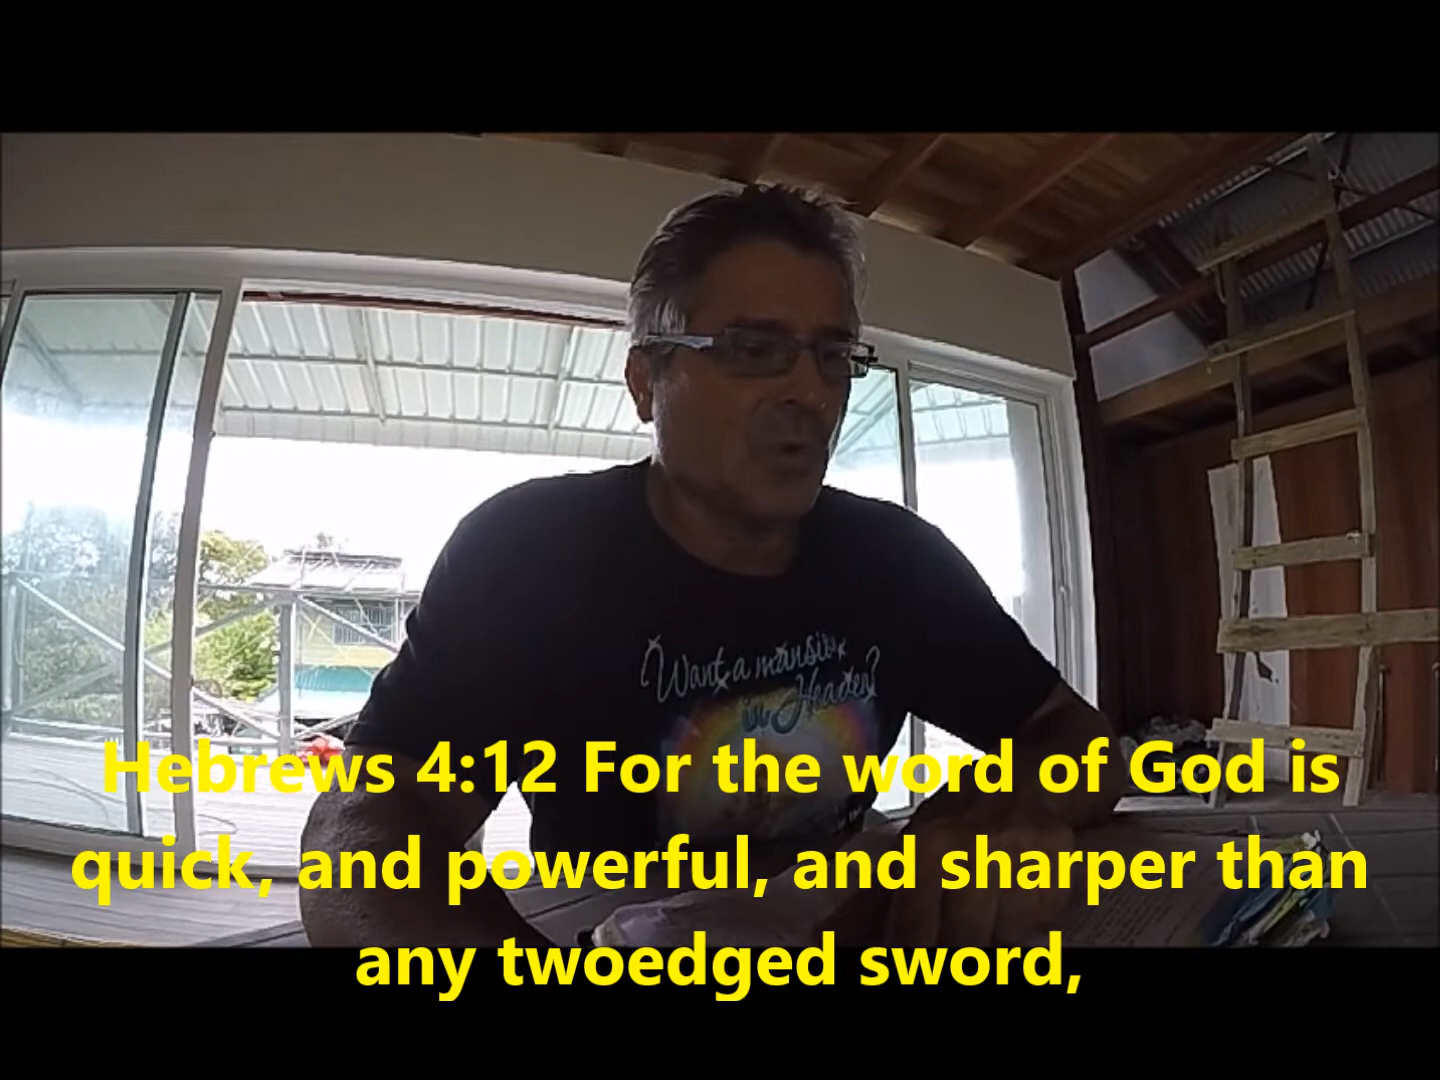 Want a mansion
in Heaven?
Hebrews 4:12 For the word of God is
quick, and powerful, and sharper than
any twoedged sword,